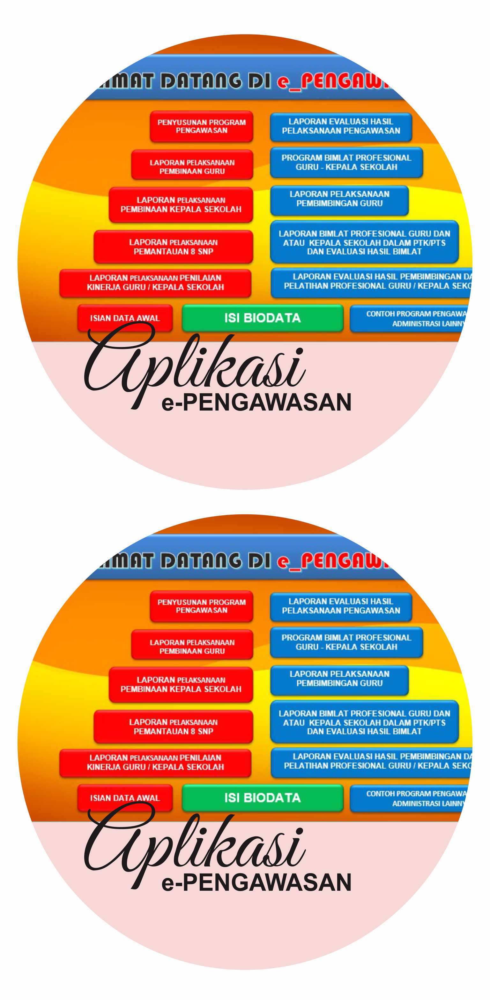 AMAT DATANG DI e_PENGAW
PENYUSUNAN PROGRAM
PENGAWASAN
LAPORAN EVALUASI HASIL
PELAKSANAAN PENGAWASAN
LAPORAN PELAKSANAAN
PEMBINAAN GURU
PROGRAM BIMLAT PROFESIONAL
GURU - KEPALA SEKOLAH
LAPORAN PELAKSANAAN
PEMBINAAN KEPALA SEKOLAH
LAPORAN PELAKSANAAN
PEMBIMBINGAN GURU
LAPORAN PELAKSANAAN
PEMANTAUAN 8 SNP
LAPORAN BIMLAT PROFESIONAL GURU DAN
ATAU KEPALA SEKOLAH DALAM PTK/PTS
DAN EVALUASI HASIL BIMLAT
LAPORAN PELAKSANAAN PENILAIAN
KINERJA GURU / KEPALA SEKOLAH
LAPORAN EVALUASI HASIL PEMBIMBINGAN DA
PELATIHAN PROFESIONAL GURU / KEPALA SEKO
ISIAN DATA AWAL
ISI BIODATA
CONTOH PROGRAM PENGAWA
ADMINISTRASI LAINNY
Aplikasi
e-PENGAWASAN
AMAT DATANG DI e_PENGAW
PENYUSUNAN PROGRAM
PENGAWASAN
LAPORAN EVALUASI HASIL
PELAKSANAAN PENGAWASAN
LAPORAN PELAKSANAAN
PEMBINAAN GURU
PROGRAM BIMLAT PROFESIONAL
GURU - KEPALA SEKOLAH
LAPORAN PELAKSANAAN
PEMBINAAN KEPALA SEKOLAH
LAPORAN PELAKSANAAN
PEMBIMBINGAN GURU
LAPORAN PELAKSANAAN
PEMANTAUAN 8 SNP
LAPORAN BIMLAT PROFESIONAL GURU DAN
ATAU KEPALA SEKOLAH DALAM PTK/PTS
DAN EVALUASI HASIL BIMLAT
LAPORAN PELAKSANAAN PENILAIAN
KINERJA GURU / KEPALA SEKOLAH
LAPORAN EVALUASI HASIL PEMBIMBINGAN DA
PELATIHAN PROFESIONAL GURU / KEPALA SEKO
ISIAN DATA AWAL
ISI BIODATA
CONTOH PROGRAM PENGAWA
ADMINISTRASI LAINNY
Aplikasi
e-PENGAWASAN